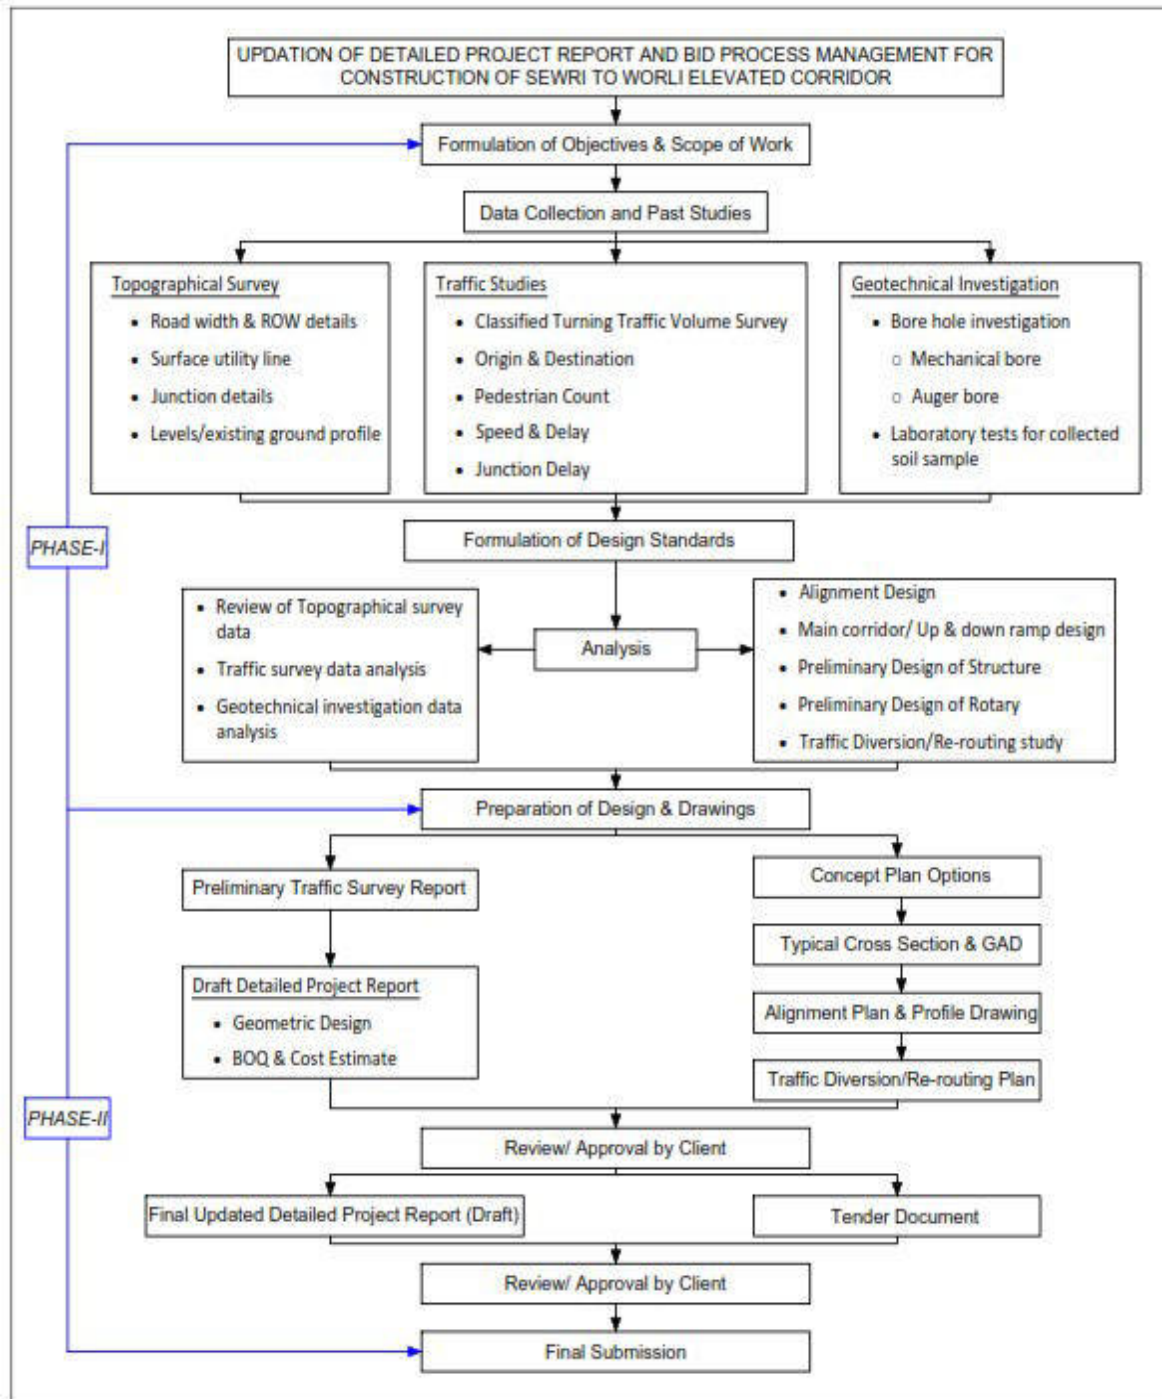 UPDATION OF DETAILED PROJECT REPORT AND BID PROCESS MANAGEMENT FOR
CONSTRUCTION OF SEWRI TO WORLI ELEVATED CORRIDOR
Formulation of Objectives & Scope of Work
Data Collection and Past Studies
Topographical Survey
• Road width & ROW details
• Surface utility line
• Junction details
• Levels/existing ground profile
Traffic Studies
• Classified Turning Traffic Volume Survey
• Origin & Destination
• Pedestrian Count
• Speed & Delay
• Junction Delay
Geotechnical Investigation
• Bore hole investigation
○ Mechanical bore
○ Auger bore
• Laboratory tests for collected
soil sample
PHASE-I
Formulation of Design Standards
• Review of Topographical survey
data
• Traffic survey data analysis
• Geotechnical investigation data
analysis
Analysis
• Alignment Design
• Main corridor/ Up & down ramp design
• Preliminary Design of Structure
• Preliminary Design of Rotary
• Traffic Diversion/Re-routing study
Preparation of Design & Drawings
Preliminary Traffic Survey Report
Draft Detailed Project Report
• Geometric Design
• BOQ & Cost Estimate
Concept Plan Options
Typical Cross Section & GAD
Alignment Plan & Profile Drawing
Traffic Diversion/Re-routing Plan
PHASE-II
Review/ Approval by Client
Final Updated Detailed Project Report (Draft)
Tender Document
Review/ Approval by Client
Final Submission